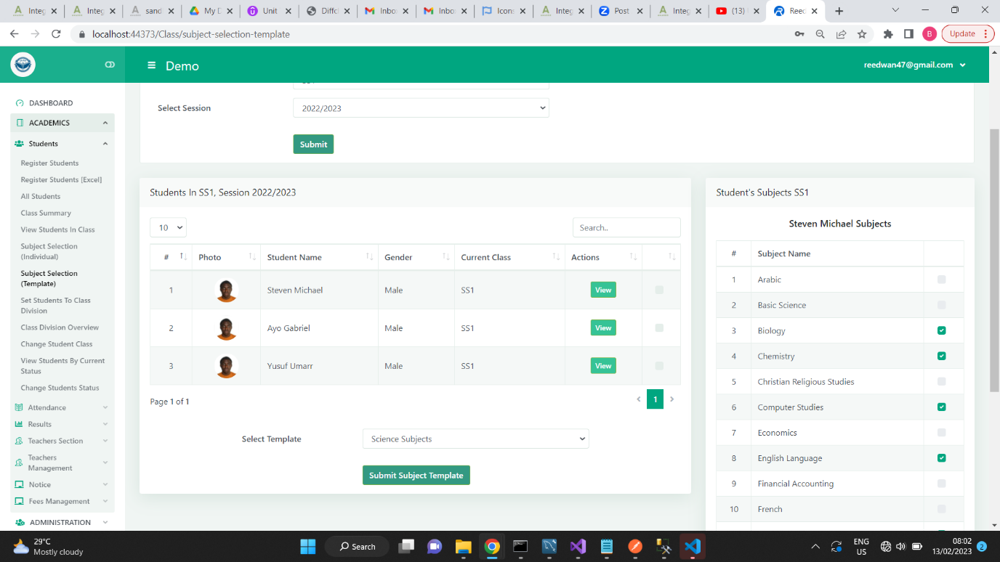 Integ
Integ
sand
My D
Unit
Diffch
Inbo
Inbo
Icons
Integ
Post
Integ
(13)
Reed
localhost:44373/Class/subject-selection-template
B
Update
Demo
reedwan47@gmail.com
DASHBOARD
ACADEMICS
Students
Register Students
Register Students [Excel]
All Students
Class Summary
View Students In Class
Subject Selection
(Individual)
Subject Selection
(Template)
Set Students To Class
Division
Class Division Overview
Change Student Class
View Students By Current
Status
Change Students Status
Attendance
Results
Teachers Section
Teachers
Management
Notice
Fees Management
ADMINISTRATION
Select Session
2022/2023
Submit
Students In SS1, Session 2022/2023
10
Search..
# Photo Student Name Gender Current Class Actions
1 Steven Michael Male SS1 View
2 Ayo Gabriel Male SS1 View
3 Yusuf Umarr Male SS1 View
Page 1 of 1
1
Select Template Science Subjects
Submit Subject Template
Student's Subjects SS1
Steven Michael Subjects
# Subject Name
1 Arabic
2 Basic Science
3 Biology
4 Chemistry
5 Christian Religious Studies
6 Computer Studies
7 Economics
8 English Language
9 Financial Accounting
10 French
29°C
Mostly cloudy
Search
ENG
US
08:02
13/02/2023
2